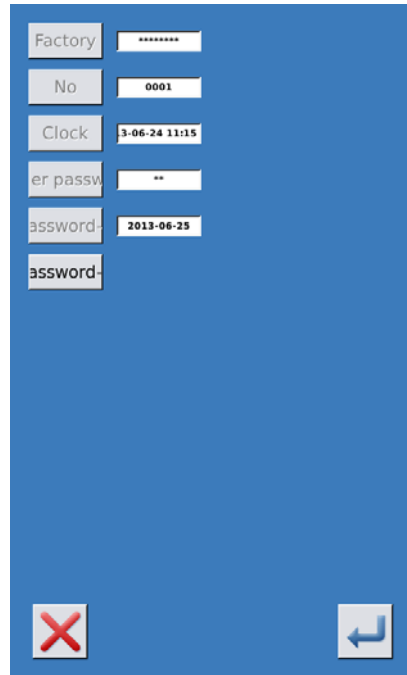 Factory ********
No 0001
Clock 3-06-24 11:15
er passw **
assword- 2013-06-25
assword-